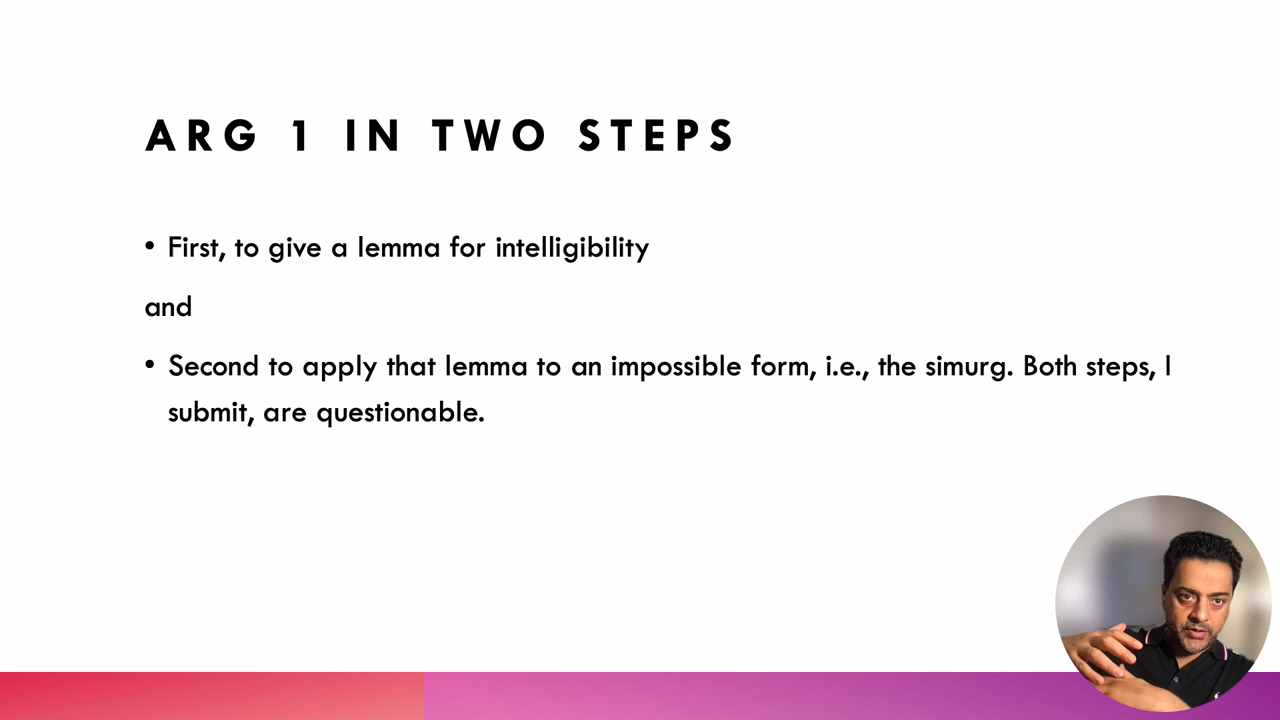 ARG 1 IN TWO STEPS
• First, to give a lemma for intelligibility
and
• Second to apply that lemma to an impossible form, i.e., the simurg. Both steps, I
submit, are questionable.